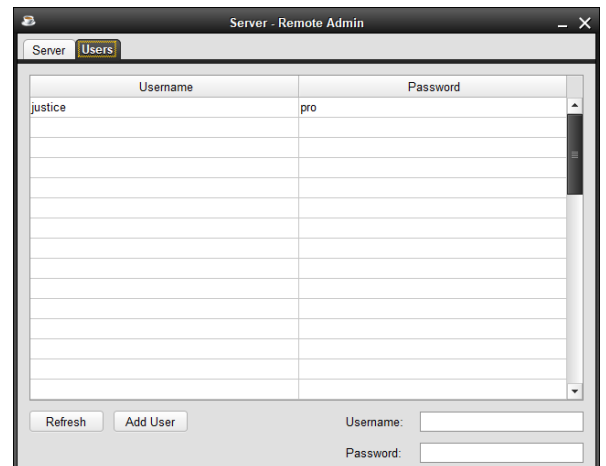 Server - Remote Admin
Server Users
Username Password
justice pro
Refresh Add User Username:
Password: